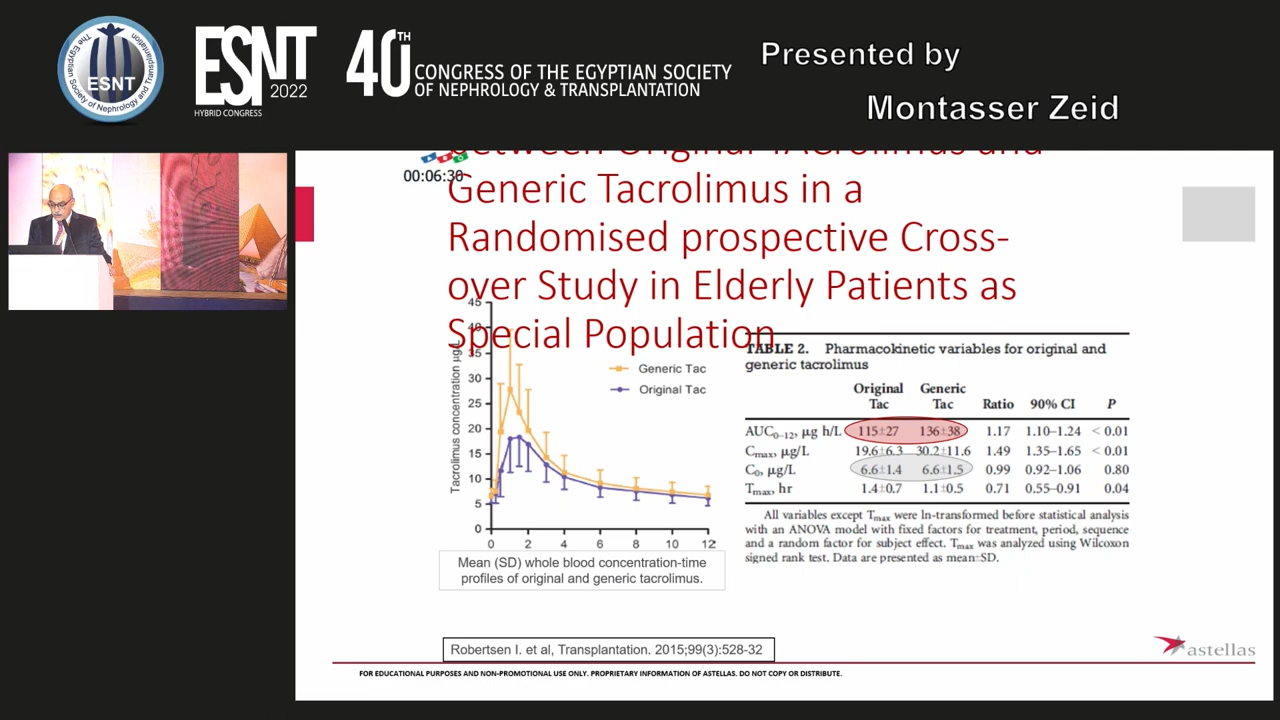 The Egyptian Society of Nephrology and Transplantation
ESNT
ESNT
2022
HYBRID CONGRESS
40TH
CONGRESS OF THE EGYPTIAN SOCIETY
OF NEPHROLOGY & TRANSPLANTATION
Presented by
Montasser Zeid
00:06:30
between Original TAcrolimus and
Generic Tacrolimus in a
Randomised prospective Cross-
over Study in Elderly Patients as
Special Population
Tacrolimus concentration µg/L
45
40
35
30
25
20
15
10
5
0
0 2 4 6 8 10 12
Generic Tac
Original Tac
Mean (SD) whole blood concentration-time
profiles of original and generic tacrolimus.
TABLE 2. Pharmacokinetic variables for original and
generic tacrolimus
Original Tac Generic Tac Ratio 90% CI P
AUC0–12, µg h/L 115±27 136±38 1.17 1.10–1.24 < 0.01
Cmax, µg/L 19.6±6.3 30.2±11.6 1.49 1.35–1.65 < 0.01
C0, µg/L 6.6±1.4 6.6±1.5 0.99 0.92–1.06 0.80
Tmax, hr 1.4±0.7 1.1±0.5 0.71 0.55–0.91 0.04
All variables except Tmax were ln-transformed before statistical analysis
with an ANOVA model with fixed factors for treatment, period, sequence
and a random factor for subject effect. Tmax was analyzed using Wilcoxon
signed rank test. Data are presented as mean±SD.
Robertsen I. et al, Transplantation. 2015;99(3):528-32
astellas
FOR EDUCATIONAL PURPOSES AND NON-PROMOTIONAL USE ONLY. PROPRIETARY INFORMATION OF ASTELLAS. DO NOT COPY OR DISTRIBUTE.